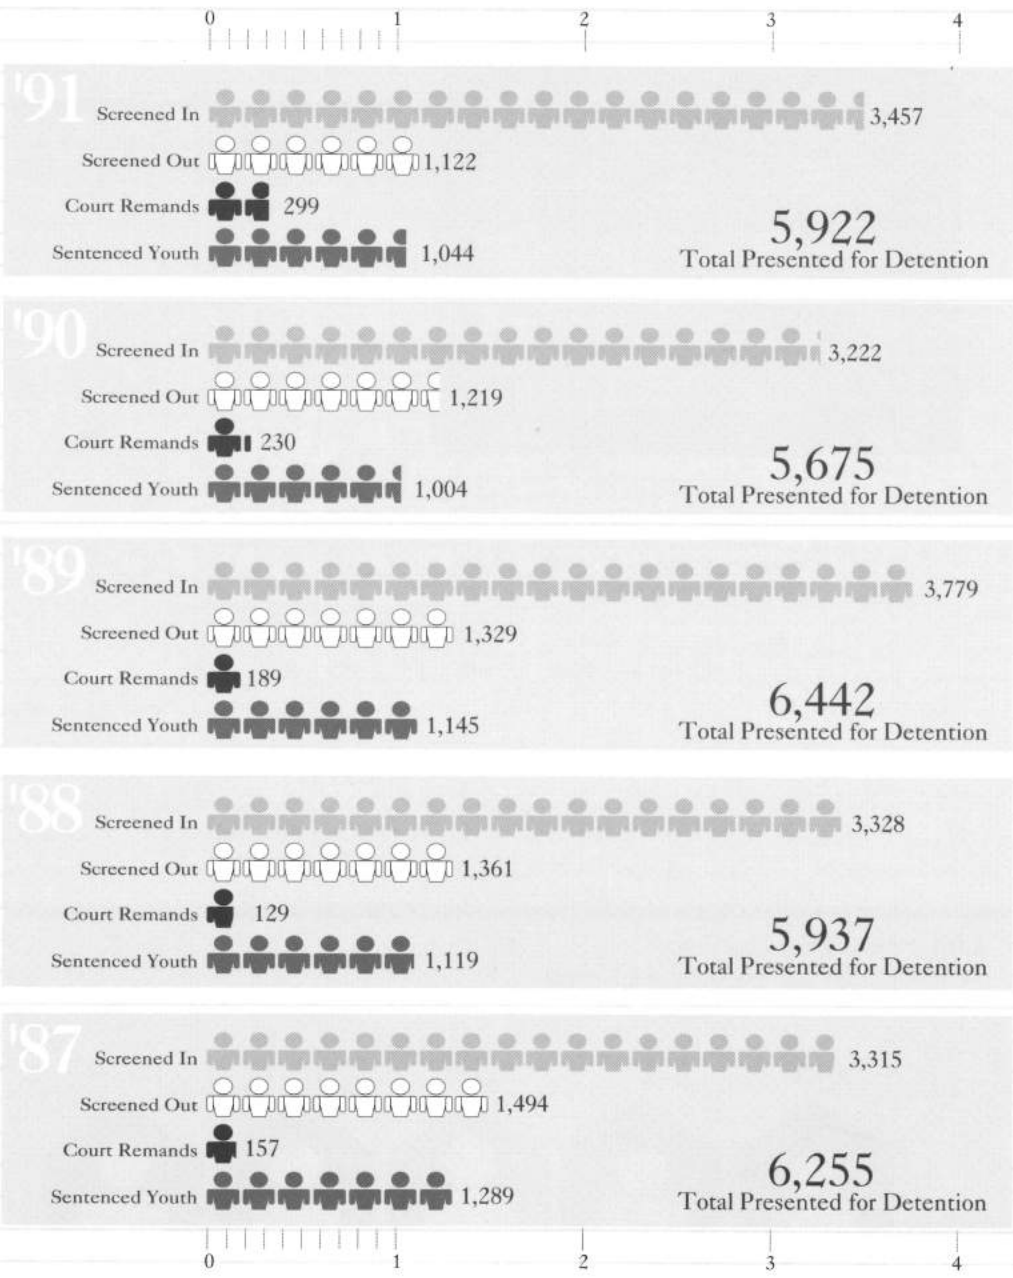 0 1 2 3 4
'91
Screened In 3,457
Screened Out 1,122
Court Remands 299
Sentenced Youth 1,044
5,922
Total Presented for Detention
'90
Screened In 3,222
Screened Out 1,219
Court Remands 230
Sentenced Youth 1,004
5,675
Total Presented for Detention
'89
Screened In 3,779
Screened Out 1,329
Court Remands 189
Sentenced Youth 1,145
6,442
Total Presented for Detention
'88
Screened In 3,328
Screened Out 1,361
Court Remands 129
Sentenced Youth 1,119
5,937
Total Presented for Detention
'87
Screened In 3,315
Screened Out 1,494
Court Remands 157
Sentenced Youth 1,289
6,255
Total Presented for Detention
0 1 2 3 4